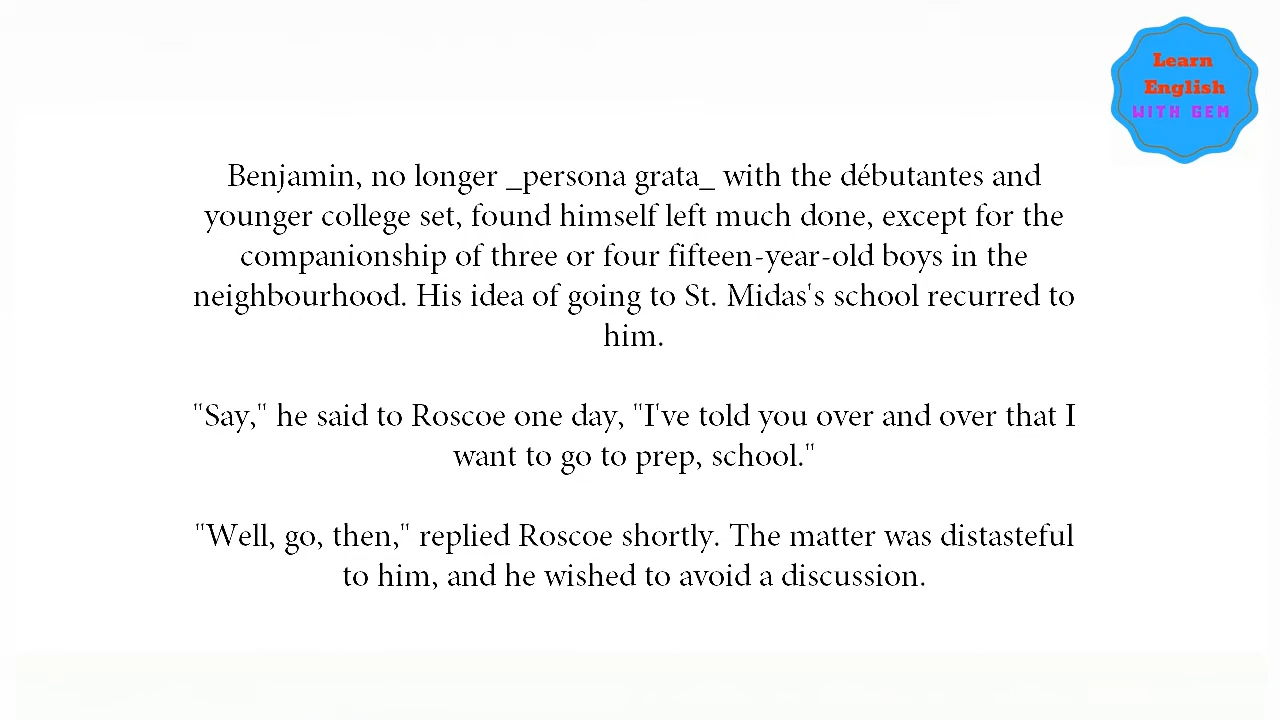 Learn
English
WITH GEM
Benjamin, no longer _persona grata_ with the débutantes and
younger college set, found himself left much done, except for the
companionship of three or four fifteen-year-old boys in the
neighbourhood. His idea of going to St. Midas's school recurred to
him.
"Say," he said to Roscoe one day, "I've told you over and over that I
want to go to prep, school."
"Well, go, then," replied Roscoe shortly. The matter was distasteful
to him, and he wished to avoid a discussion.